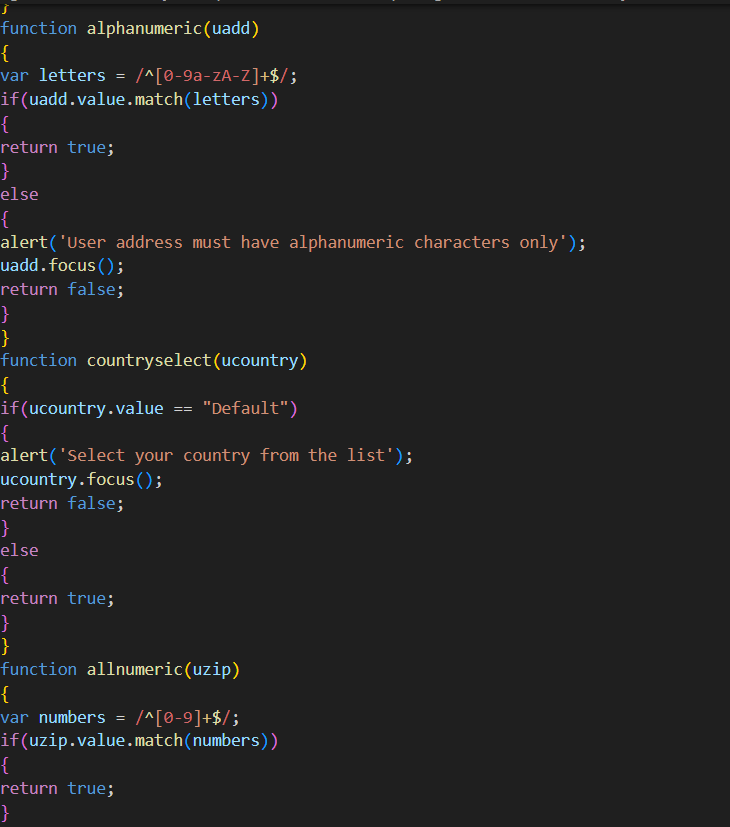 }
function alphanumeric(uadd)
{
var letters = /^[0-9a-zA-Z]+$/;
if(uadd.value.match(letters))
{
return true;
}
else
{
alert('User address must have alphanumeric characters only');
uadd.focus();
return false;
}
}
function countryselect(ucountry)
{
if(ucountry.value == "Default")
{
alert('Select your country from the list');
ucountry.focus();
return false;
}
else
{
return true;
}
}
function allnumeric(uzip)
{
var numbers = /^[0-9]+$/;
if(uzip.value.match(numbers))
{
return true;
}